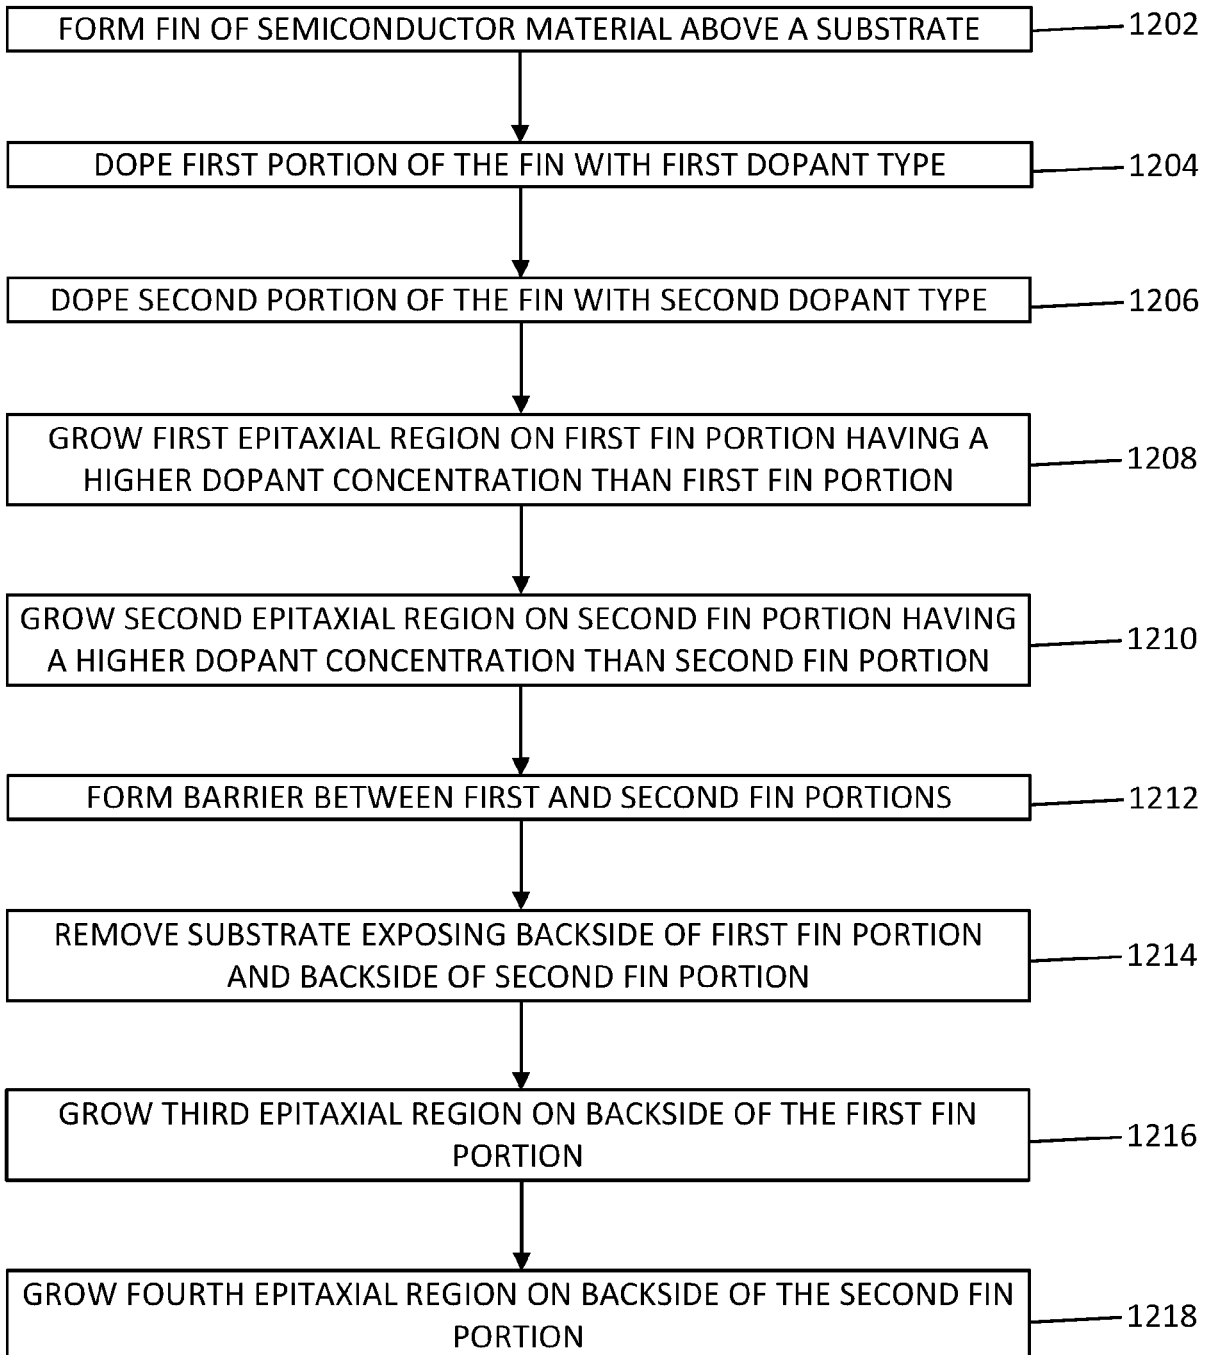 FORM FIN OF SEMICONDUCTOR MATERIAL ABOVE A SUBSTRATE
1202
DOPE FIRST PORTION OF THE FIN WITH FIRST DOPANT TYPE
1204
DOPE SECOND PORTION OF THE FIN WITH SECOND DOPANT TYPE
1206
GROW FIRST EPITAXIAL REGION ON FIRST FIN PORTION HAVING A
HIGHER DOPANT CONCENTRATION THAN FIRST FIN PORTION
1208
GROW SECOND EPITAXIAL REGION ON SECOND FIN PORTION HAVING
A HIGHER DOPANT CONCENTRATION THAN SECOND FIN PORTION
1210
FORM BARRIER BETWEEN FIRST AND SECOND FIN PORTIONS
1212
REMOVE SUBSTRATE EXPOSING BACKSIDE OF FIRST FIN PORTION
AND BACKSIDE OF SECOND FIN PORTION
1214
GROW THIRD EPITAXIAL REGION ON BACKSIDE OF THE FIRST FIN
PORTION
1216
GROW FOURTH EPITAXIAL REGION ON BACKSIDE OF THE SECOND FIN
PORTION
1218